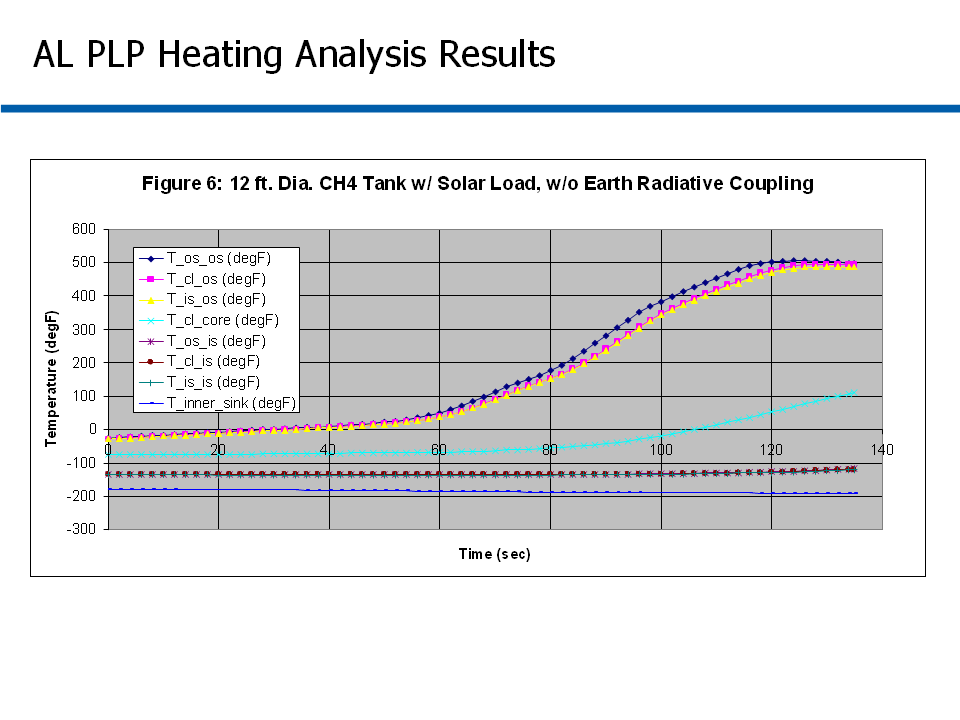 AL PLP Heating Analysis Results
Figure 6: 12 ft. Dia. CH4 Tank w/ Solar Load, w/o Earth Radiative Coupling
600
500
400
300
200
100
0
-100
-200
-300
Temperature (degF)
T_os_os (degF)
T_cl_os (degF)
T_is_os (degF)
T_cl_core (degF)
T_os_is (degF)
T_cl_is (degF)
T_is_is (degF)
T_inner_sink (degF)
0 20 40 60 80 100 120 140
Time (sec)